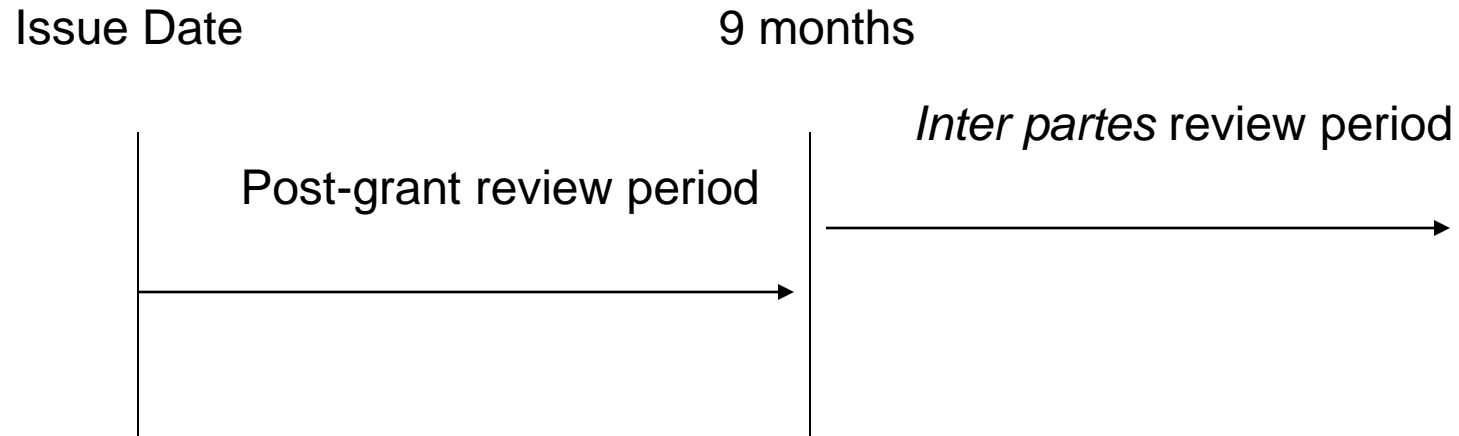 Issue Date
9 months
Inter partes review period
Post-grant review period